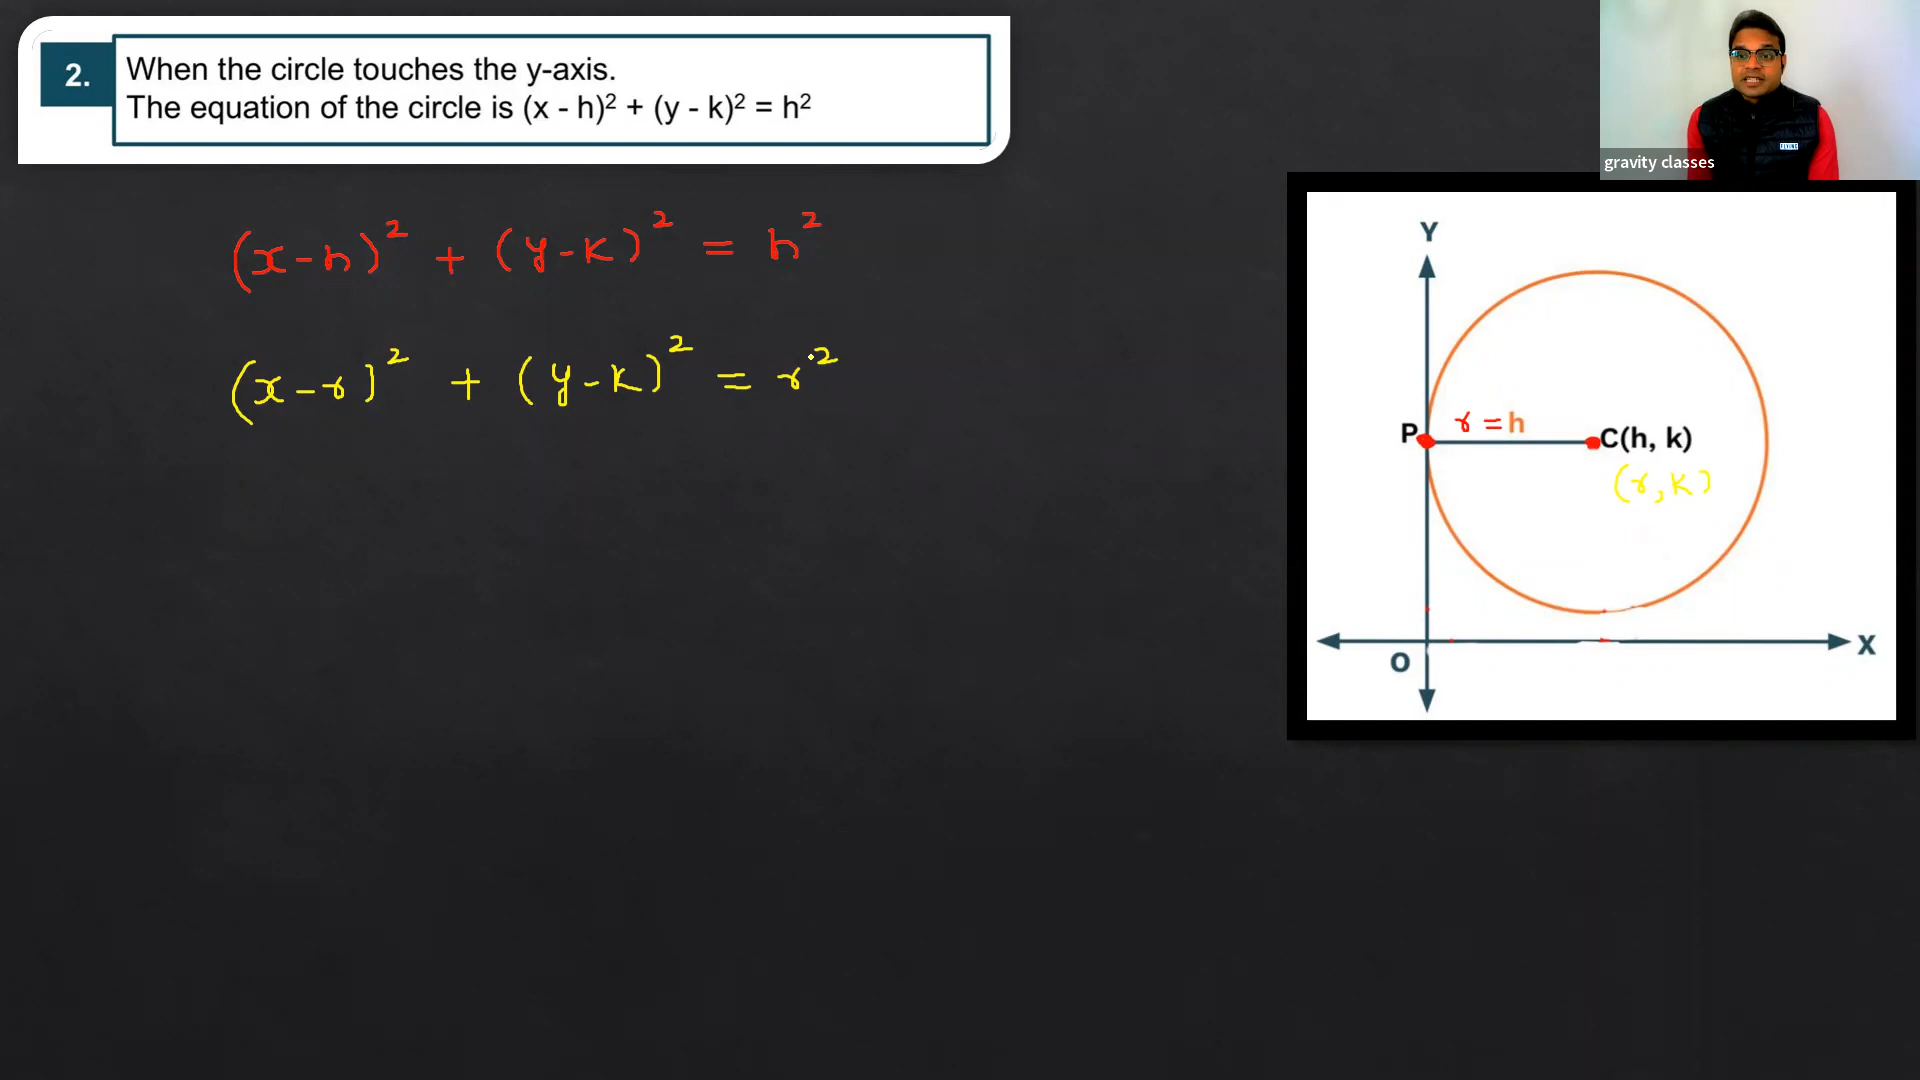 2.
When the circle touches the y-axis.
The equation of the circle is (x - h)² + (y - k)² = h²
gravity classes
(x-h)² + (y-k)² = h²
(x-r)² + (y-k)² = r²
Y
P
r = h
C(h, k)
(r, k)
O
X